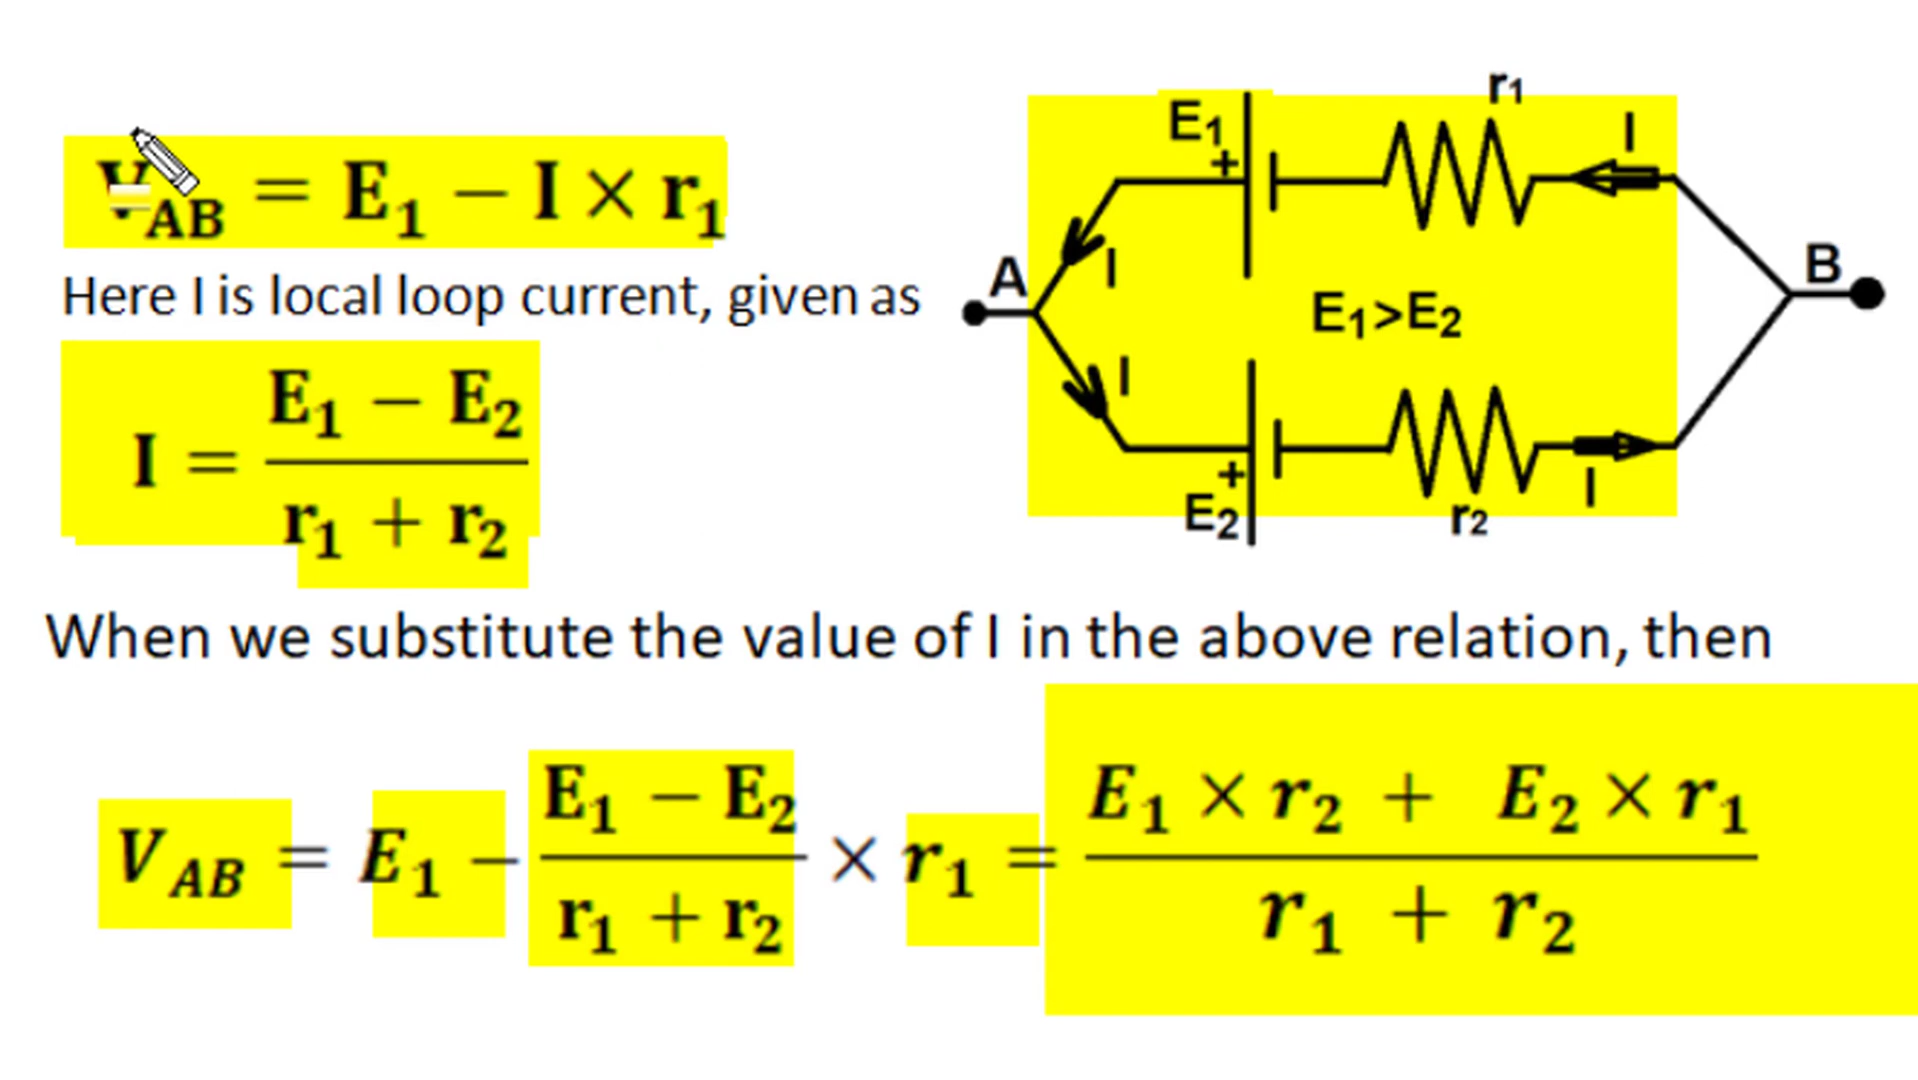 V_AB = E₁ − I × r₁
Here I is local loop current, given as
I = (E₁ − E₂) / (r₁ + r₂)
r₁
E₁
+
I
A
I
B
E₁>E₂
I
+
E₂
r₂
I
When we substitute the value of I in the above relation, then
V_AB = E₁ − (E₁ − E₂) / (r₁ + r₂) × r₁ = (E₁ × r₂ + E₂ × r₁) / (r₁ + r₂)